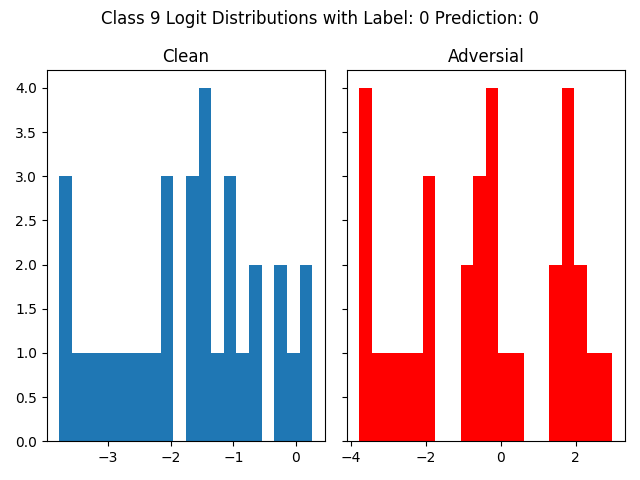 Class 9 Logit Distributions with Label: 0 Prediction: 0
Clean
Adversial
4.0
3.5
3.0
2.5
2.0
1.5
1.0
0.5
0.0
−3 −2 −1 0
−4 −2 0 2